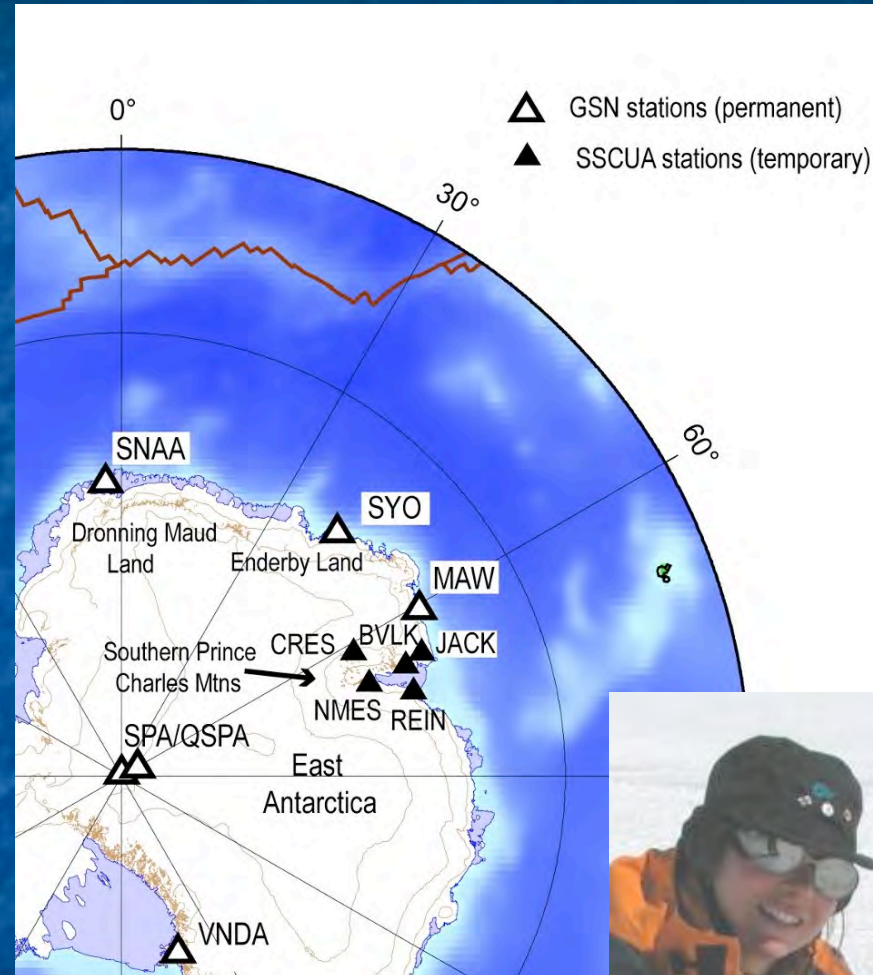 GSN stations (permanent)
SSCUA stations (temporary)
0°
30°
60°
SNAA
Dronning Maud
Land
SYO
Enderby Land
MAW
CRES
BVLK
JACK
Southern Prince
Charles Mtns
NMES
REIN
SPA/QSPA
East
Antarctica
VNDA